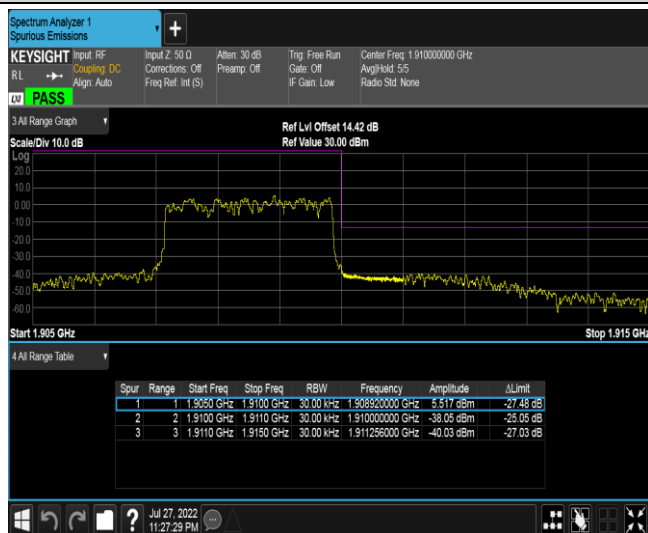 Spectrum Analyzer 1
Spurious Emissions
KEYSIGHT Input: RF Input Z: 50 Ω Atten: 30 dB Trig: Free Run Center Freq: 1.910000000 GHz
RL Coupling: DC Corrections: Off Preamp: Off Gate: Off Avg|Hold: 5/5
Align: Auto Freq Ref: Int (S) IF Gain: Low Radio Std: None
LXI PASS
3 All Range Graph
Ref Lvl Offset 14.42 dB
Scale/Div 10.0 dB Ref Value 30.00 dBm
Log
20.0
10.0
0.00
-10.0
-20.0
-30.0
-40.0
-50.0
-60.0
Start 1.905 GHz Stop 1.915 GHz
4 All Range Table
Spur Range Start Freq Stop Freq RBW Frequency Amplitude ΔLimit
1 1 1.9050 GHz 1.9100 GHz 30.00 kHz 1.908920000 GHz 5.517 dBm -27.48 dB
2 2 1.9100 GHz 1.9110 GHz 30.00 kHz 1.910000000 GHz -38.05 dBm -25.05 dB
3 3 1.9110 GHz 1.9150 GHz 30.00 kHz 1.911256000 GHz -40.03 dBm -27.03 dB
? Jul 27, 2022
11:27:29 PM